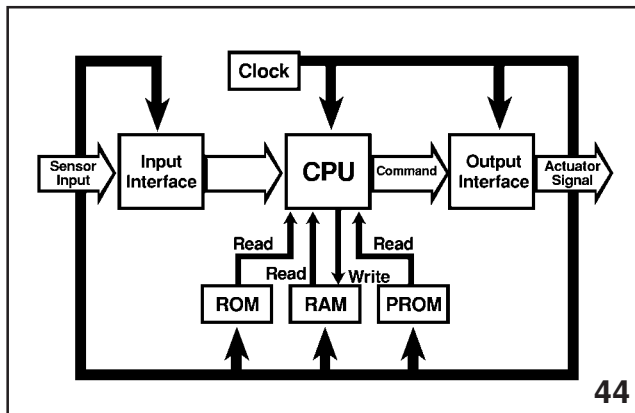 Clock
Sensor
Input
Input
Interface
CPU
Command
Output
Interface
Actuator
Signal
Read
Read
Write
Read
ROM
RAM
PROM
44